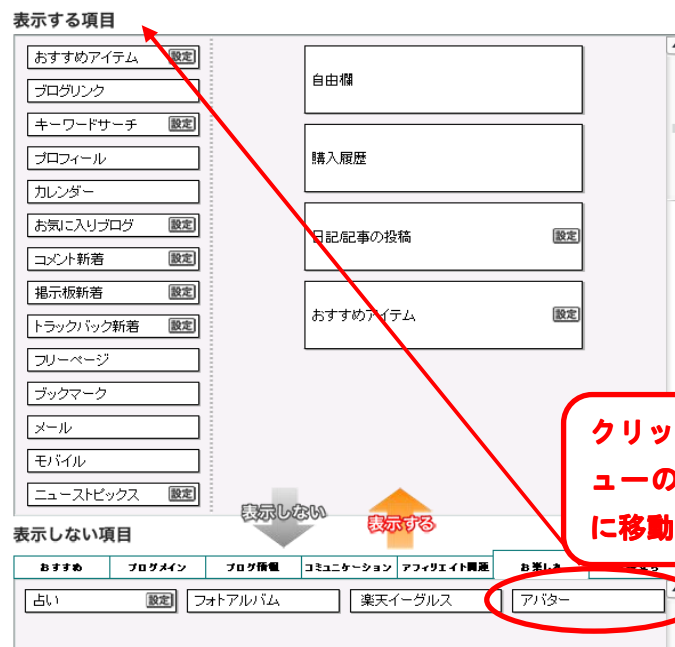 表示する項目
おすすめアイテム 設定
ブログリンク
キーワードサーチ 設定
プロフィール
カレンダー
お気に入りブログ 設定
コメント新着 設定
掲示板新着 設定
トラックバック新着 設定
フリーページ
ブックマーク
メール
モバイル
ニューストピックス 設定
自由欄
購入履歴
日記/記事の投稿 設定
おすすめアイテム 設定
クリッ
ューの
に移動
表示しない
表示する
表示しない項目
おすすめ ブログメイン ブログ情報 コミュニケーション アフィリエイト関連 お楽しみ
占い 設定 フォトアルバム 楽天イーグルス アバター